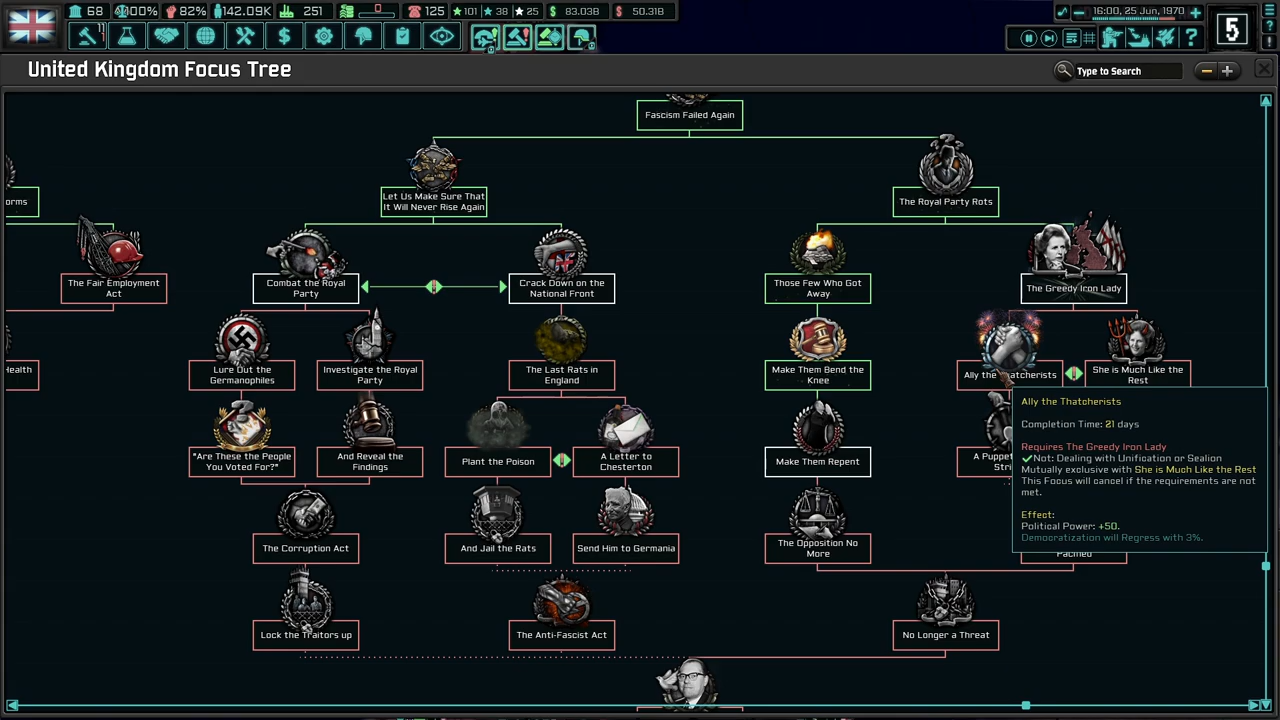 68
400%
82%
142.09K
251
125
101
38
25
83.03B
50.31B
16:00, 25 Jun, 1970
11
5
United Kingdom Focus Tree
Type to Search
Fascism Failed Again
orms
Let Us Make Sure That
It Will Never Rise Again
The Royal Party Rots
The Fair Employment
Act
Combat the Royal
Party
Crack Down on the
National Front
Those Few Who Got
Away
The Greedy Iron Lady
Health
Lure Out the
Germanophiles
Investigate the Royal
Party
The Last Rats in
England
Make Them Bend the
Knee
Ally the Thatcherists
She is Much Like the
Rest
"Are These the People
You Voted For?"
And Reveal the
Findings
Plant the Poison
A Letter to
Chesterton
Make Them Repent
A Puppet
Stri
Ally the Thatcherists
Completion Time: 21 days
Requires The Greedy Iron Lady
Not: Dealing with Unification or Sealion
Mutually exclusive with She is Much Like the Rest
This Focus will cancel if the requirements are not
met.
Effect:
Political Power: +50.
Democratization will Regress with 3%.
The Corruption Act
And Jail the Rats
Send Him to Germania
The Opposition No
More
Pacified
Lock the Traitors up
The Anti-Fascist Act
No Longer a Threat